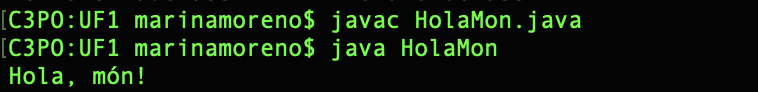 [C3PO:UF1 marinamoreno$ javac HolaMon.java
[C3PO:UF1 marinamoreno$ java HolaMon
Hola, món!